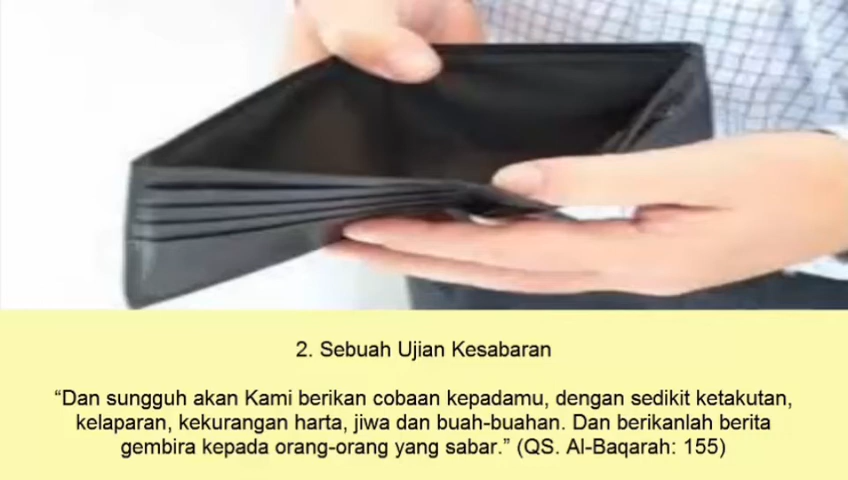 2. Sebuah Ujian Kesabaran
“Dan sungguh akan Kami berikan cobaan kepadamu, dengan sedikit ketakutan,
kelaparan, kekurangan harta, jiwa dan buah-buahan. Dan berikanlah berita
gembira kepada orang-orang yang sabar.” (QS. Al-Baqarah: 155)